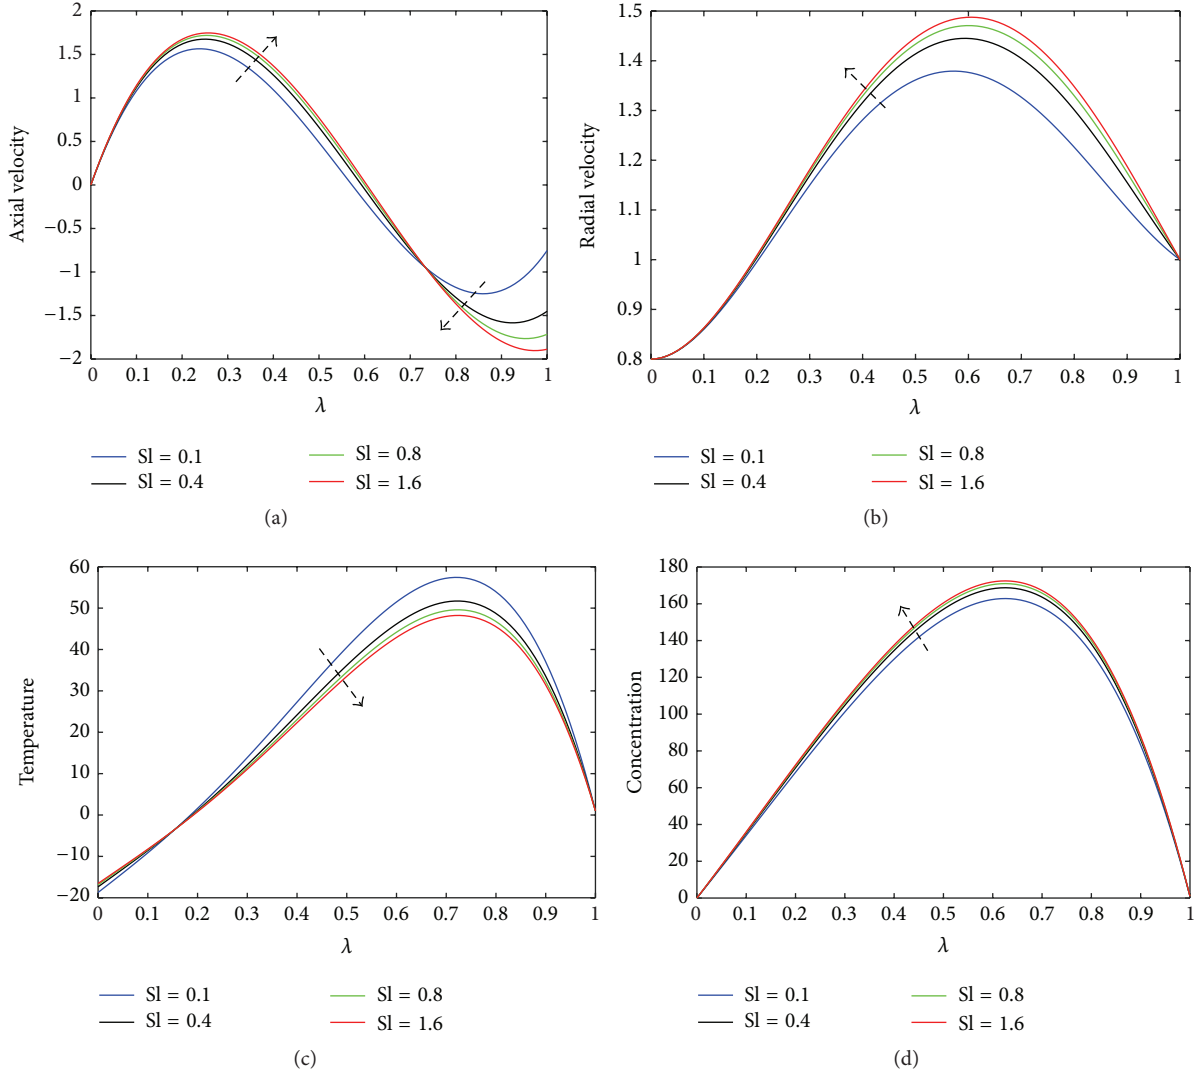 2
1.5
1
0.5
0
−0.5
−1
−1.5
−2
Axial velocity
0 0.1 0.2 0.3 0.4 0.5 0.6 0.7 0.8 0.9 1
λ
Sl = 0.1
Sl = 0.4
Sl = 0.8
Sl = 1.6
(a)
1.5
1.4
1.3
1.2
1.1
1
0.9
0.8
Radial velocity
0 0.1 0.2 0.3 0.4 0.5 0.6 0.7 0.8 0.9 1
λ
Sl = 0.1
Sl = 0.4
Sl = 0.8
Sl = 1.6
(b)
60
50
40
30
20
10
0
−10
−20
Temperature
0 0.1 0.2 0.3 0.4 0.5 0.6 0.7 0.8 0.9 1
λ
Sl = 0.1
Sl = 0.4
Sl = 0.8
Sl = 1.6
(c)
180
160
140
120
100
80
60
40
20
0
Concentration
0 0.1 0.2 0.3 0.4 0.5 0.6 0.7 0.8 0.9 1
λ
Sl = 0.1
Sl = 0.4
Sl = 0.8
Sl = 1.6
(d)